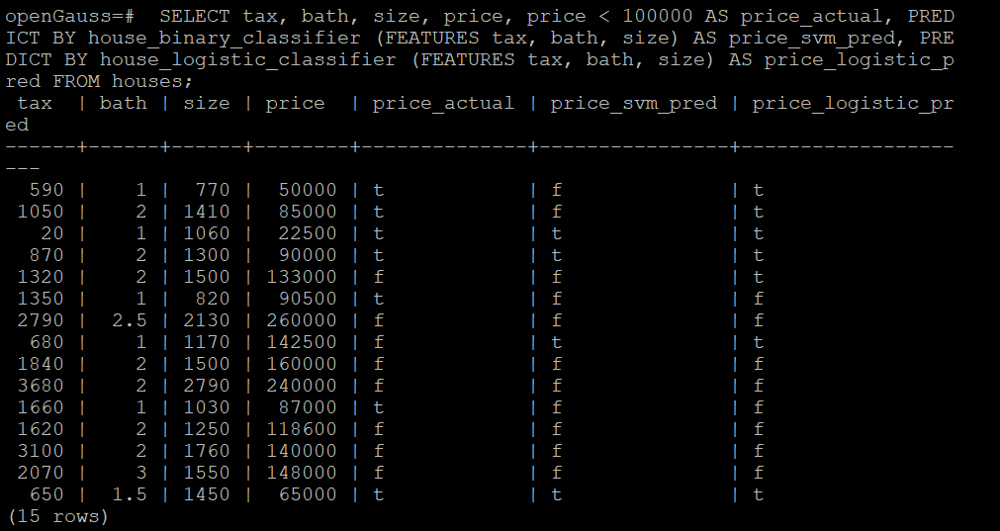 openGauss=#  SELECT tax, bath, size, price, price < 100000 AS price_actual, PRED
ICT BY house_binary_classifier (FEATURES tax, bath, size) AS price_svm_pred, PRE
DICT BY house_logistic_classifier (FEATURES tax, bath, size) AS price_logistic_p
red FROM houses;
 tax  | bath | size | price  | price_actual | price_svm_pred | price_logistic_pr
ed
------+------+------+--------+--------------+----------------+------------------
---
  590 |    1 |  770 |  50000 | t            | f              | t
 1050 |    2 | 1410 |  85000 | t            | f              | t
   20 |    1 | 1060 |  22500 | t            | t              | t
  870 |    2 | 1300 |  90000 | t            | t              | t
 1320 |    2 | 1500 | 133000 | f            | f              | t
 1350 |    1 |  820 |  90500 | t            | f              | f
 2790 |  2.5 | 2130 | 260000 | f            | f              | f
  680 |    1 | 1170 | 142500 | f            | t              | t
 1840 |    2 | 1500 | 160000 | f            | f              | f
 3680 |    2 | 2790 | 240000 | f            | f              | f
 1660 |    1 | 1030 |  87000 | t            | f              | f
 1620 |    2 | 1250 | 118600 | f            | f              | f
 3100 |    2 | 1760 | 140000 | f            | f              | f
 2070 |    3 | 1550 | 148000 | f            | f              | f
  650 |  1.5 | 1450 |  65000 | t            | t              | t
(15 rows)